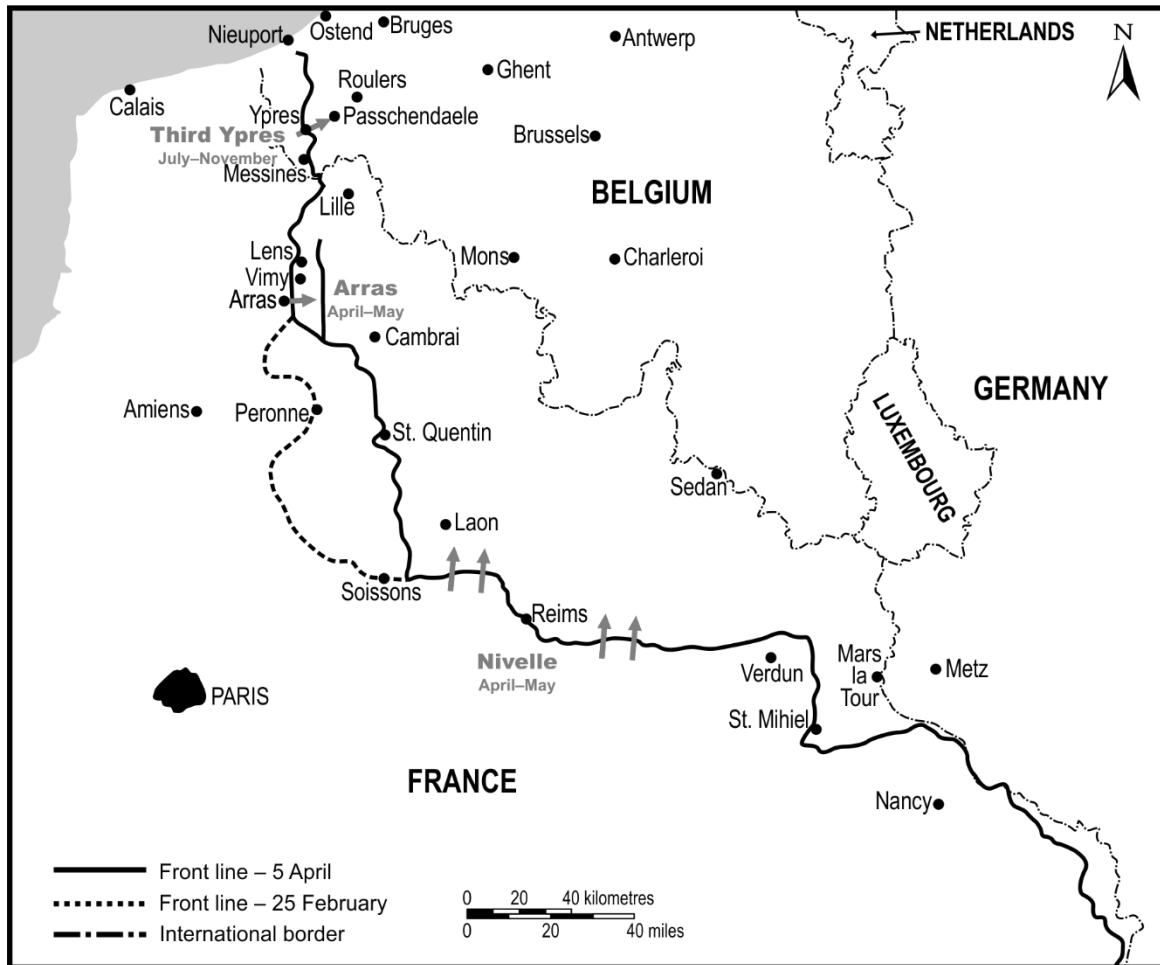 Nieuport
Ostend
Bruges
Antwerp
NETHERLANDS
N
Ghent
Calais
Roulers
Ypres
Passchendaele
Third Ypres
July–November
Brussels
Messines
BELGIUM
Lille
Lens
Mons
Charleroi
Vimy
Arras
Arras
April–May
Cambrai
GERMANY
Amiens
Peronne
LUXEMBOURG
St. Quentin
Sedan
Laon
Soissons
Reims
Nivelle
April–May
Verdun
Mars
la
Tour
Metz
PARIS
St. Mihiel
FRANCE
Nancy
Front line – 5 April
Front line – 25 February
International border
0 20 40 kilometres
0 20 40 miles